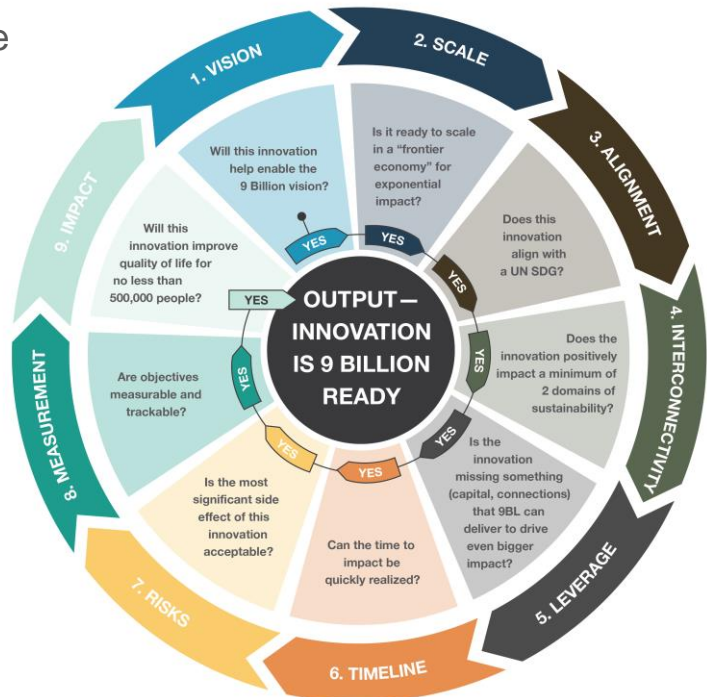 e
1. VISION
Will this innovation
help enable the
9 Billion vision?
YES
2. SCALE
Is it ready to scale
in a “frontier
economy” for
exponential
impact?
YES
3. ALIGNMENT
Does this
innovation
align with
a UN SDG?
YES
4. INTERCONNECTIVITY
Does the
innovation positively
impact a minimum of
2 domains of
sustainability?
YES
5. LEVERAGE
Is the
innovation
missing something
(capital, connections)
that 9BL can
deliver to drive
even bigger
impact?
YES
6. TIMELINE
Can the time to
impact be
quickly realized?
YES
7. RISKS
Is the most
significant side
effect of this
innovation
acceptable?
YES
8. MEASUREMENT
Are objectives
measurable and
trackable?
YES
9. IMPACT
Will this
innovation improve
quality of life for
no less than
500,000 people?
YES
OUTPUT—
INNOVATION
IS 9 BILLION
READY